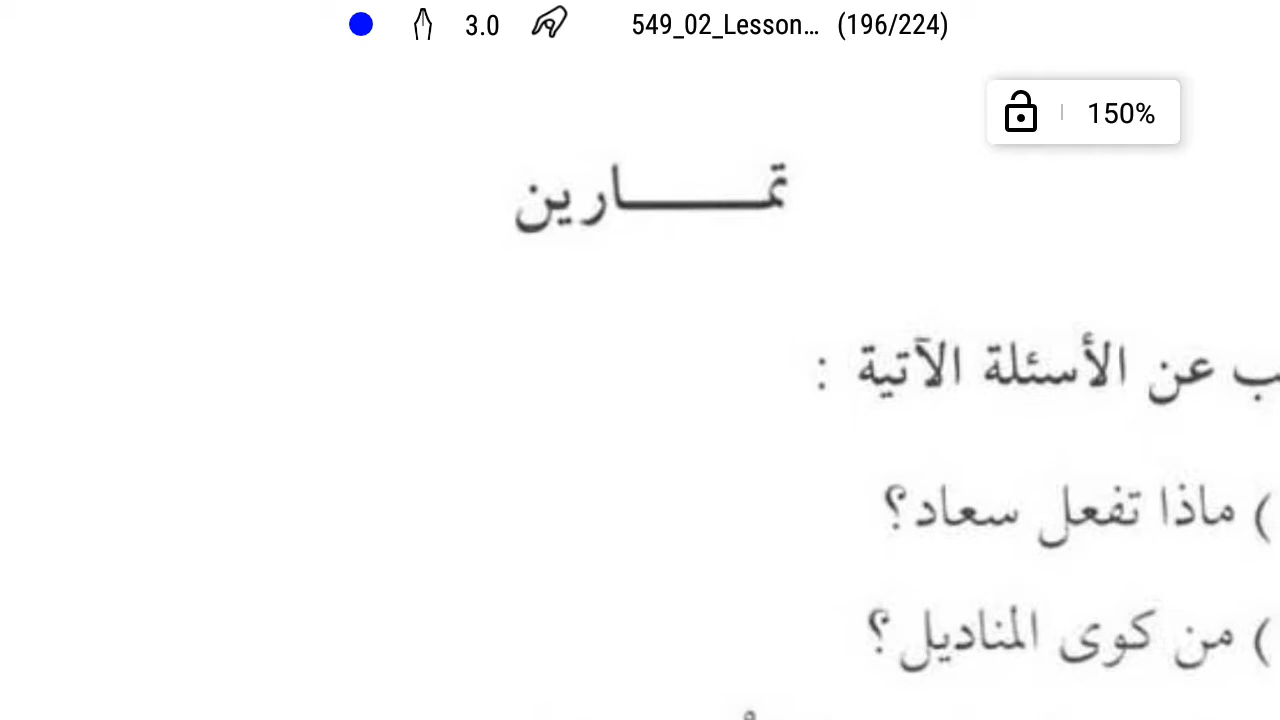 3.0 549_02_Lesson… (196/224)
150%
تمـــــارين
عن الأسئلة الآتية :
) ماذا تفعل سعاد؟
) من كوى المناديل؟